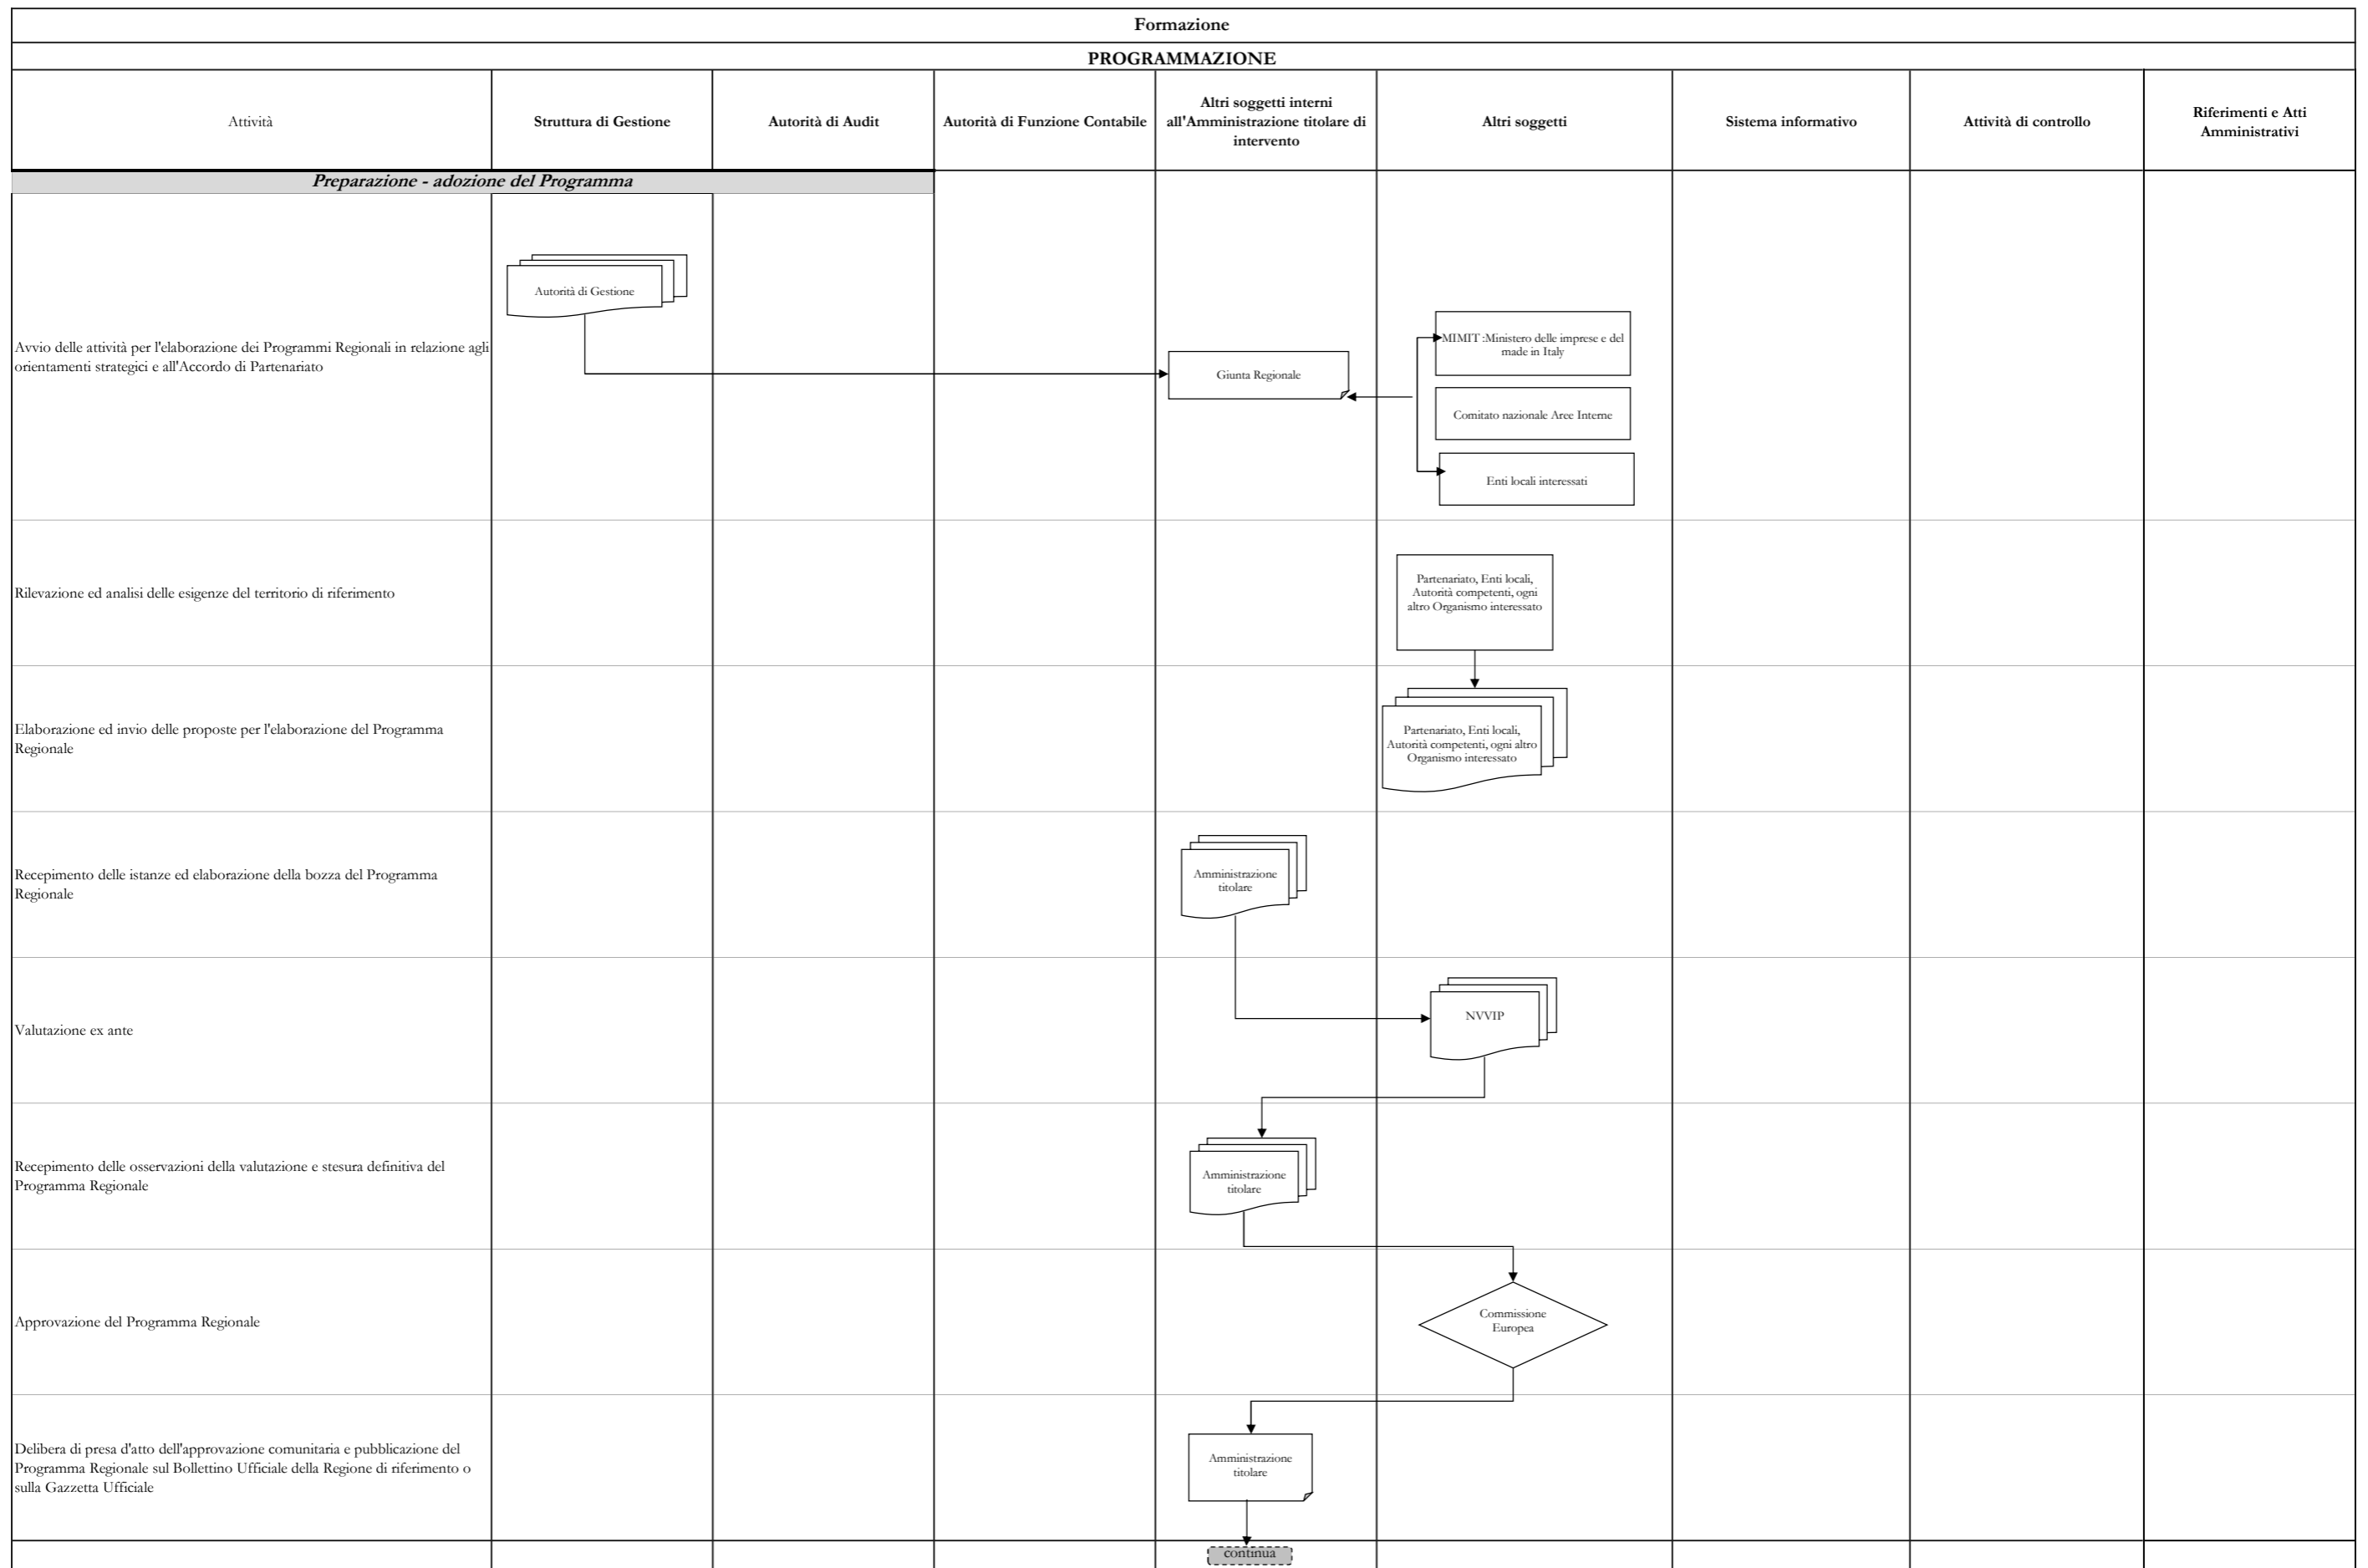 Formazione
PROGRAMMAZIONE
Attività
Struttura di Gestione
Autorità di Audit
Autorità di Funzione Contabile
Altri soggetti interni
all'Amministrazione titolare di
intervento
Altri soggetti
Sistema informativo
Attività di controllo
Riferimenti e Atti
Amministrativi
Preparazione - adozione del Programma
Avvio delle attività per l'elaborazione dei Programmi Regionali in relazione agli
orientamenti strategici e all'Accordo di Partenariato
Autorità di Gestione
Giunta Regionale
MIMIT :Ministero delle imprese e del
made in Italy
Comitato nazionale Aree Interne
Enti locali interessati
Rilevazione ed analisi delle esigenze del territorio di riferimento
Partenariato, Enti locali,
Autorità competenti, ogni
altro Organismo interessato
Elaborazione ed invio delle proposte per l'elaborazione del Programma
Regionale
Partenariato, Enti locali,
Autorità competenti, ogni altro
Organismo interessato
Recepimento delle istanze ed elaborazione della bozza del Programma
Regionale
Amministrazione
titolare
Valutazione ex ante
NVVIP
Recepimento delle osservazioni della valutazione e stesura definitiva del
Programma Regionale
Amministrazione
titolare
Approvazione del Programma Regionale
Commissione
Europea
Delibera di presa d'atto dell'approvazione comunitaria e pubblicazione del
Programma Regionale sul Bollettino Ufficiale della Regione di riferimento o
sulla Gazzetta Ufficiale
Amministrazione
titolare
continua